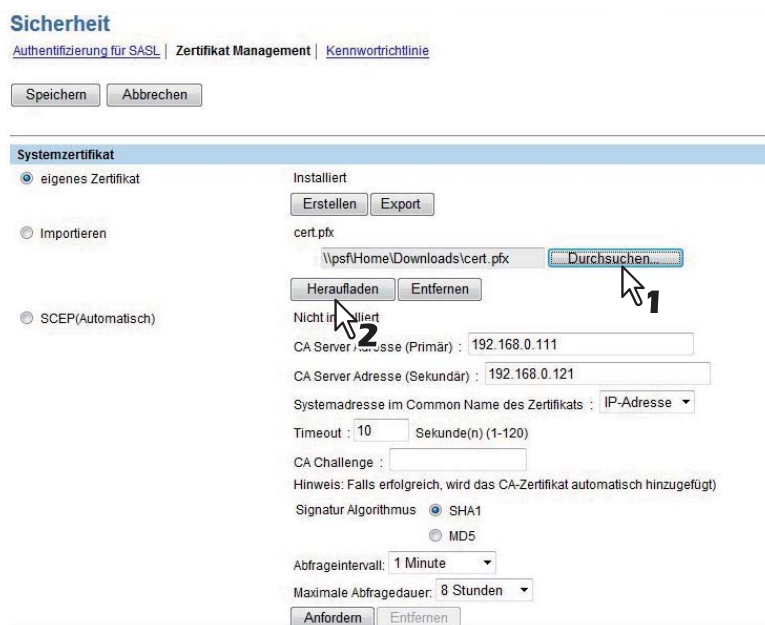 Sicherheit
Authentifizierung für SASL | Zertifikat Management | Kennwortrichtlinie
Speichern Abbrechen
Systemzertifikat
eigenes Zertifikat Installiert
Erstellen Export
Importieren cert.pfx
\\psf\Home\Downloads\cert.pfx Durchsuchen...
1
Heraufladen Entfernen
2
SCEP(Automatisch) Nicht
CA Server (Primär) : 192.168.0.111
CA Server Adresse (Sekundär) : 192.168.0.121
Systemadresse im Common Name des Zertifikats : IP-Adresse
Timeout : 10 Sekunde(n) (1-120)
CA Challenge :
Hinweis: Falls erfolgreich, wird das CA-Zertifikat automatisch hinzugefügt)
Signatur Algorithmus SHA1
MD5
Abfrageintervall: 1 Minute
Maximale Abfragedauer: 8 Stunden
Anfordern Entfernen